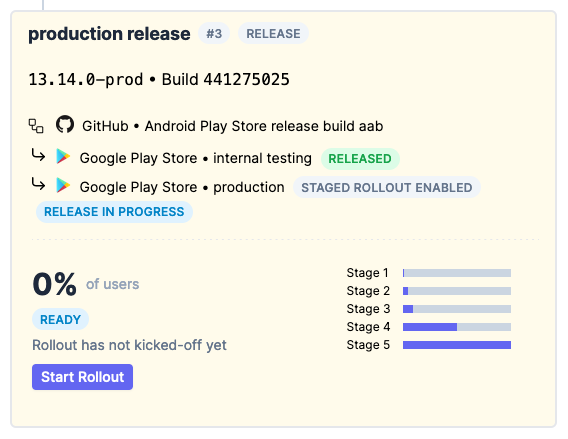 production release #3 RELEASE
13.14.0-prod • Build 441275025
GitHub • Android Play Store release build aab
Google Play Store • internal testing RELEASED
Google Play Store • production STAGED ROLLOUT ENABLED
RELEASE IN PROGRESS
0% of users
READY
Rollout has not kicked-off yet
Start Rollout
Stage 1
Stage 2
Stage 3
Stage 4
Stage 5